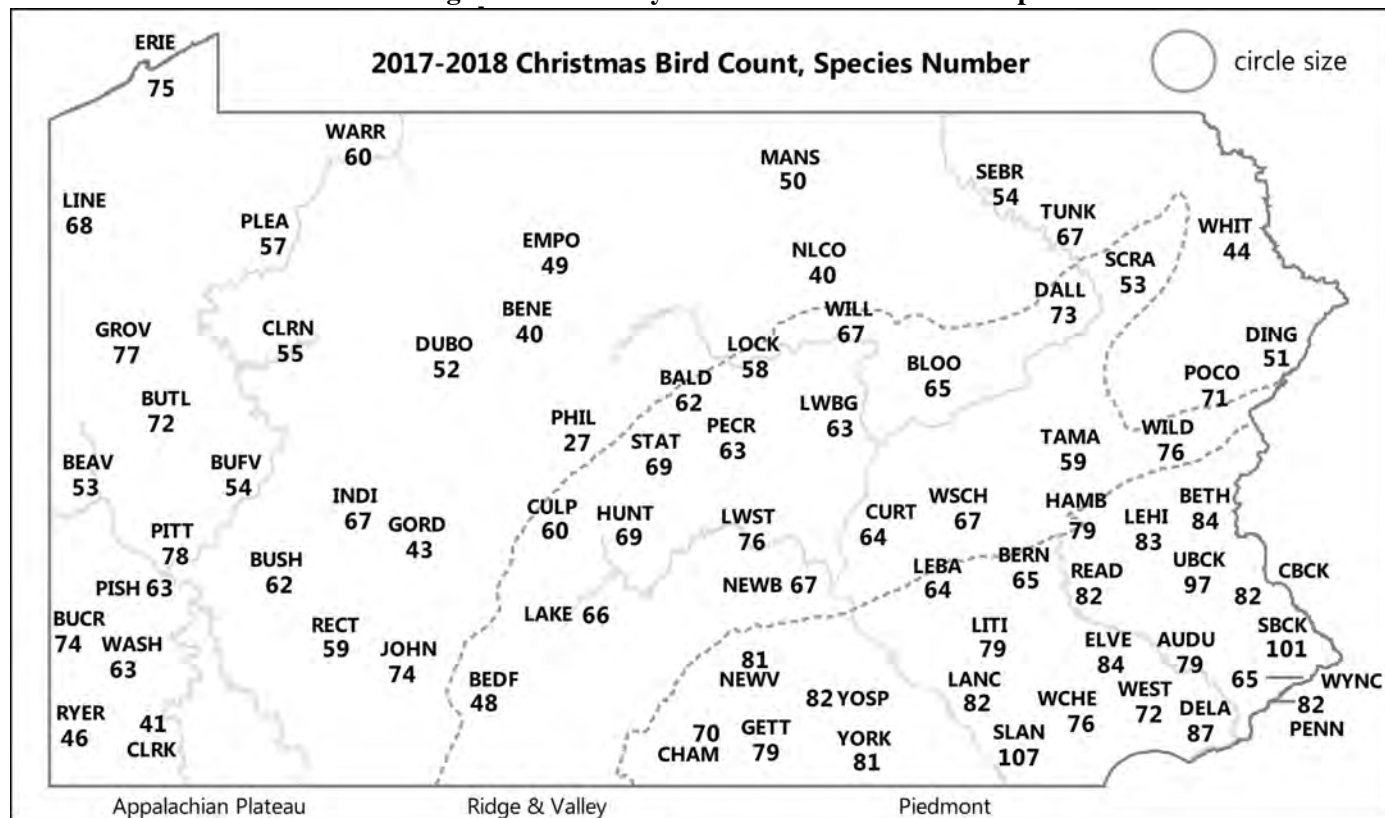 2017-2018 Christmas Bird Count, Species Number
circle size
ERIE
75
WARR
60
MANS
50
SEBR
54
LINE
68
PLEA
57
TUNK
67
WHIT
44
EMPO
49
NLCO
40
SCRA
53
DALL
73
BENE
40
WILL
67
GROV
77
CLRN
55
DUBO
52
LOCK
58
BLOO
65
DING
51
BALD
62
POCO
71
BUTL
72
LWBG
63
PHIL
27
PECR
63
STAT
69
TAMA
59
WILD
76
BEAV
53
BUFV
54
INDI
67
GORD
43
CULP
60
HUNT
69
LWST
76
CURT
64
WSCH
67
HAMB
79
LEHI
83
BETH
84
PITT
78
BUSH
62
LEBA
64
BERN
65
READ
82
UBCK
97
CBCK
82
PISH 63
NEWB 67
LAKE 66
BUCR
74
WASH
63
RECT
59
JOHN
74
LITI
79
ELVE
84
AUDU
79
SBCK
101
BEDF
48
81
NEWV
82 YOSP
LANC
82
WCHE
76
WEST
72
65 WYNC
82
PENN
DELA
87
RYER
46
41
CLRK
70
CHAM
GETT
79
YORK
81
SLAN
107
Appalachian Plateau
Ridge & Valley
Piedmont